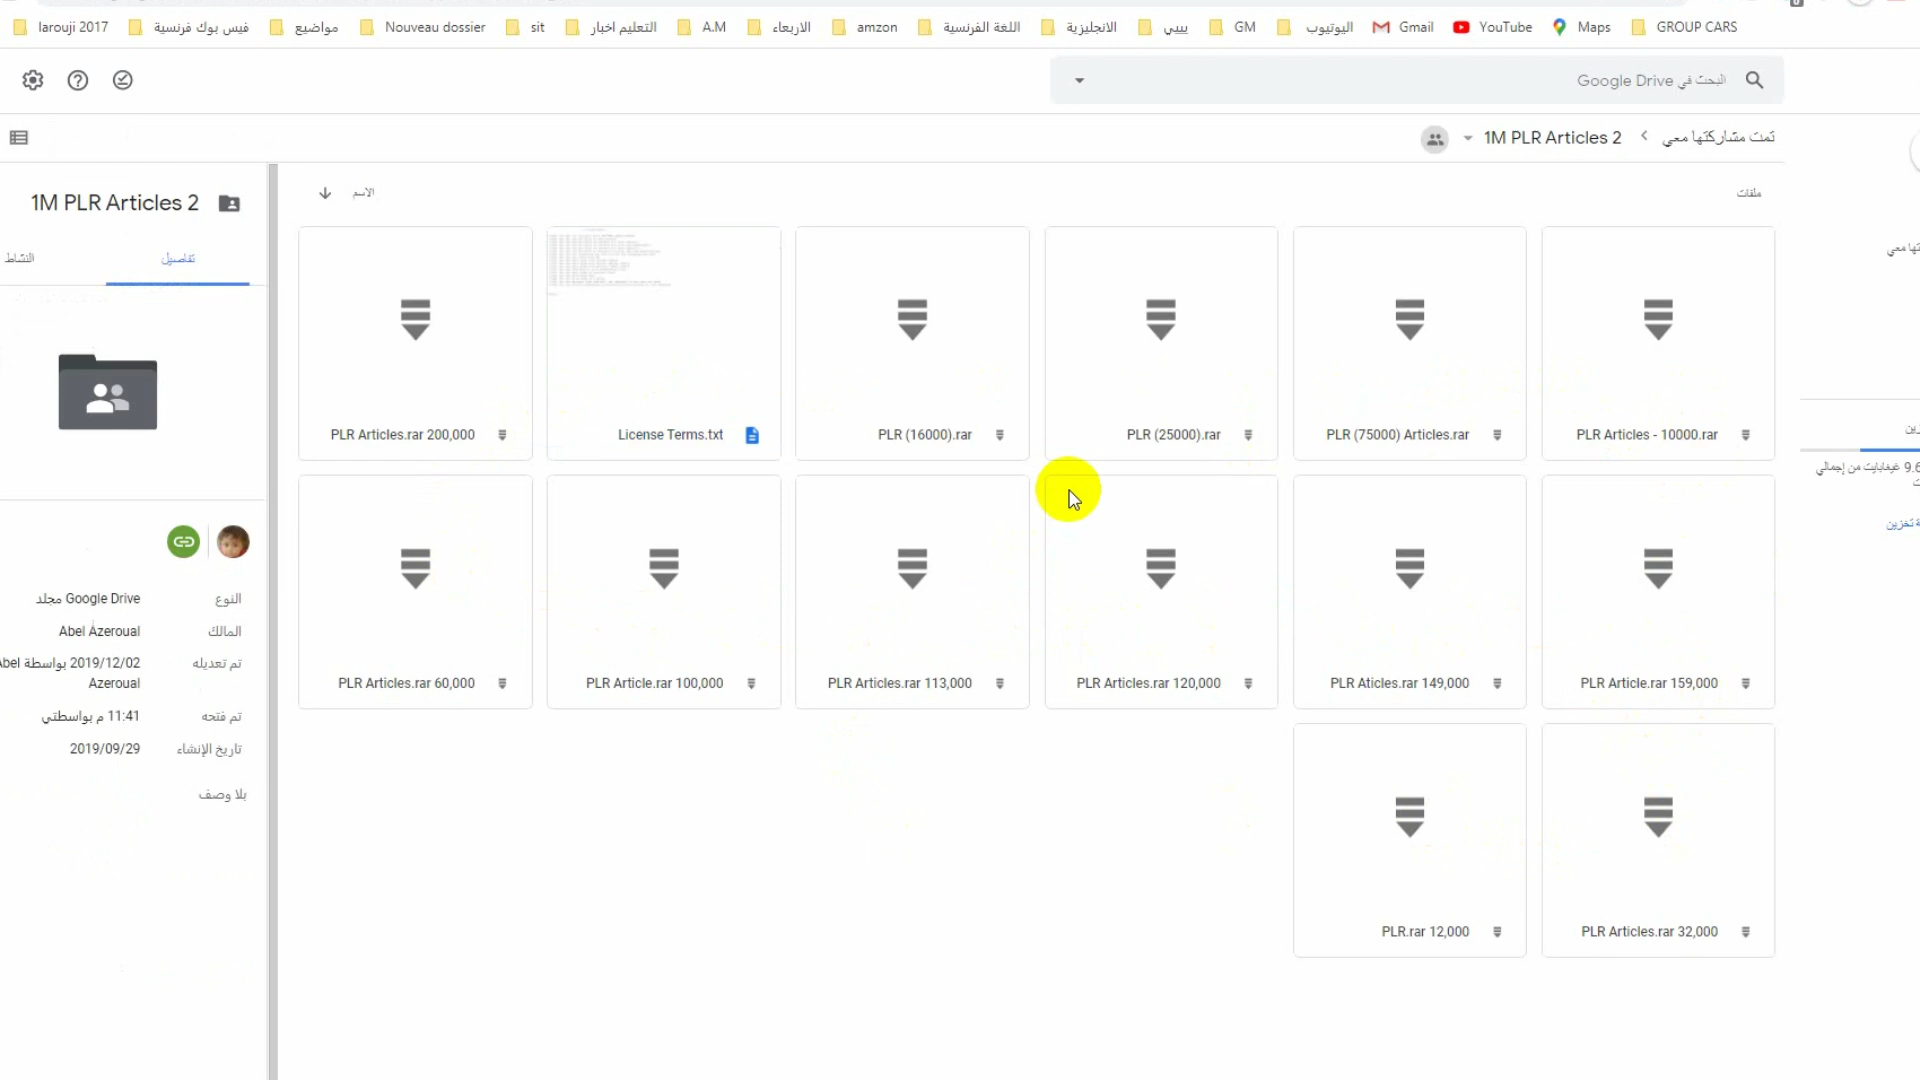 larouji 2017 فيس بوك فرنسية مواضيع Nouveau dossier sit التعليم اخبار A.M الاربعاء amzon اللغة الفرنسية الانجليزية بيبي GM اليوتيوب Gmail YouTube Maps GROUP CARS
البحث في Google Drive
تمت مشاركتها معي 1M PLR Articles 2
1M PLR Articles 2
تفاصيل النشاط
ملفات
الاسم
PLR Articles.rar 200,000
License Terms.txt
PLR (16000).rar
PLR (25000).rar
PLR (75000) Articles.rar
PLR Articles - 10000.rar
PLR Articles.rar 60,000
PLR Article.rar 100,000
PLR Articles.rar 113,000
PLR Articles.rar 120,000
PLR Aticles.rar 149,000
PLR Article.rar 159,000
PLR.rar 12,000
PLR Articles.rar 32,000
النوع مجلد Google Drive
المالك Abel Azeroual
تم تعديله 2019/12/02 بواسطة
Azeroual
تم فتحه 11:41 م بواسطتي
تاريخ الإنشاء 2019/09/29
بلا وصف
غيغابايت من إجمالي